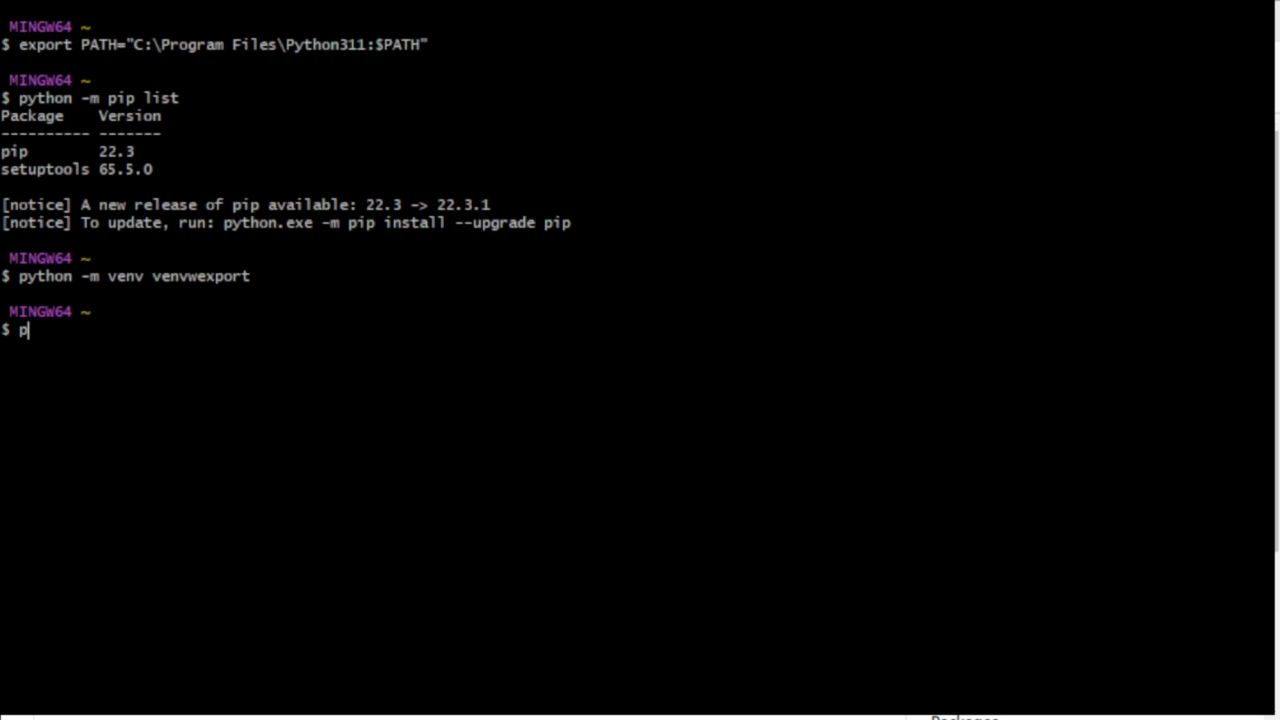 MINGW64 ~
$ export PATH="C:\Program Files\Python311:$PATH"
MINGW64 ~
$ python -m pip list
Package    Version
---------- -------
pip        22.3
setuptools 65.5.0
[notice] A new release of pip available: 22.3 -> 22.3.1
[notice] To update, run: python.exe -m pip install --upgrade pip
MINGW64 ~
$ python -m venv venvwexport
MINGW64 ~
$ p